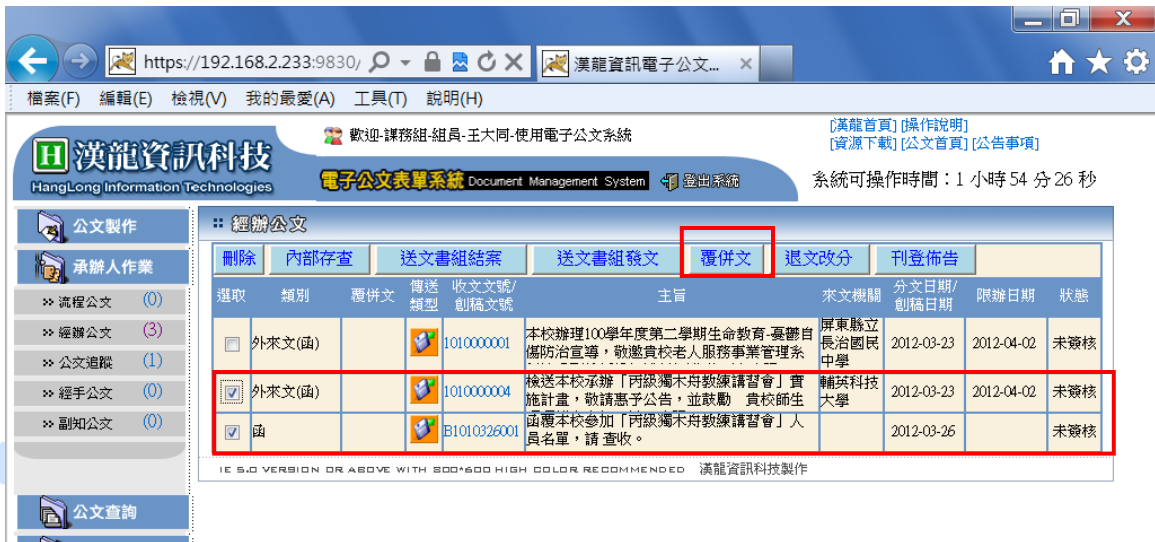 https://192.168.2.233:9830/
漢龍資訊電子公文...
檔案(F) 編輯(E) 檢視(V) 我的最愛(A) 工具(T) 說明(H)
漢龍資訊科技
HangLong Information Technologies
歡迎-課務組-組員-王大同-使用電子公文系統
[漢龍首頁] [操作說明]
[資源下載] [公文首頁] [公告事項]
電子公文表單系統 Document Management System 登出系統
系統可操作時間：1 小時 54 分 26 秒
公文製作
承辦人作業
流程公文 (0)
經辦公文 (3)
公文追蹤 (1)
經手公文 (0)
副知公文 (0)
公文查詢
經辦公文
刪除 內部存查 送文書組結案 送文書組發文 覆併文 退文改分 刊登佈告
選取 類別 覆併文 傳送類型 收文文號/創稿文號 主旨 來文機關 分文日期/創稿日期 限辦日期 狀態
外來文(函) 1010000001 本校辦理100學年度第二學期生命教育-憂鬱自 屏東縣立 2012-03-23 2012-04-02 未簽核
傷防治宣導，敬邀貴校老人服務事業管理系 長治國民
中學
外來文(函) 1010000004 檢送本校承辦「丙級獨木舟教練講習會」實 輔英科技 2012-03-23 2012-04-02 未簽核
施計畫，敬請惠予公告，並鼓勵 貴校師生 大學
函 B1010326001 函覆本校參加「丙級獨木舟教練講習會」人 2012-03-26 未簽核
員名單，請 查收。
IE 5.0 VERSION OR ABOVE WITH 800*600 HIGH COLOR RECOMMENDED 漢龍資訊科技製作